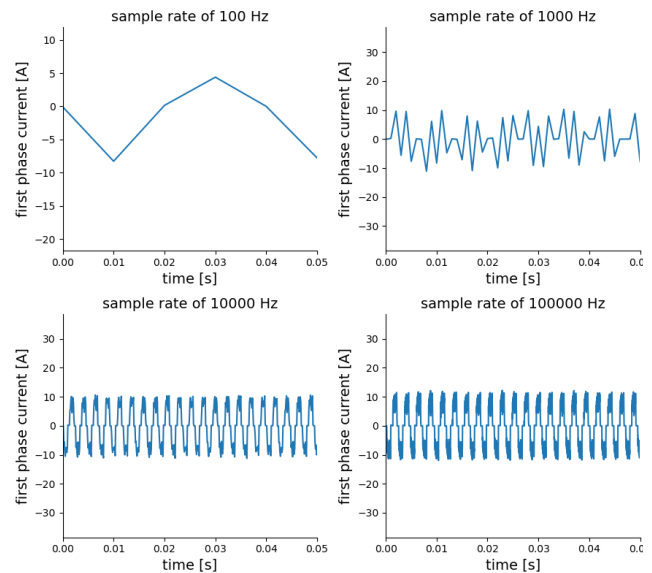 sample rate of 100 Hz
first phase current [A]
10
5
0
−5
−10
−15
−20
0.00 0.01 0.02 0.03 0.04 0.05
time [s]
sample rate of 1000 Hz
first phase current [A]
30
20
10
0
−10
−20
−30
0.00 0.01 0.02 0.03 0.04 0.05
time [s]
sample rate of 10000 Hz
first phase current [A]
30
20
10
0
−10
−20
−30
0.00 0.01 0.02 0.03 0.04 0.05
time [s]
sample rate of 100000 Hz
first phase current [A]
30
20
10
0
−10
−20
−30
0.00 0.01 0.02 0.03 0.04 0.0
time [s]